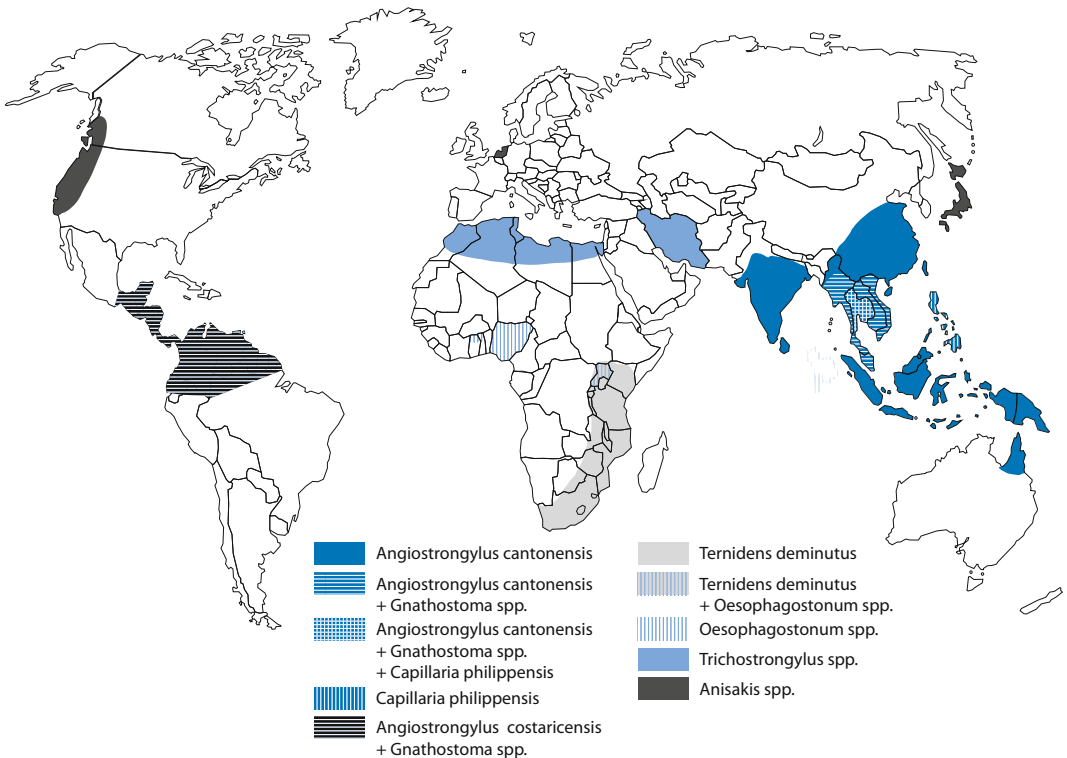 Angiostrongylus cantonensis
Angiostrongylus cantonensis
+ Gnathostoma spp.
Angiostrongylus cantonensis
+ Gnathostoma spp.
+ Capillaria philippensis
Capillaria philippensis
Angiostrongylus costaricensis
+ Gnathostoma spp.
Ternidens deminutus
Ternidens deminutus
+ Oesophagostonum spp.
Oesophagostonum spp.
Trichostrongylus spp.
Anisakis spp.